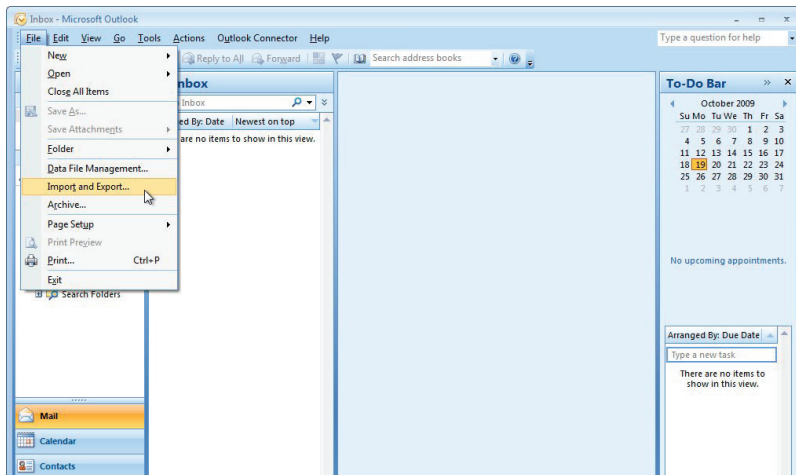 Inbox - Microsoft Outlook
File Edit View Go Tools Actions Outlook Connector Help
Type a question for help
New
Reply to All Forward
Search address books
Open
Close All Items
Save As...
Save Attachments
Folder
Data File Management...
Import and Export...
Archive...
Page Setup
Print Preview
Print... Ctrl+P
Exit
Search Folders
Mail
Calendar
Contacts
nbox
Inbox
ed By: Date Newest on top
are no items to show in this view.
To-Do Bar
October 2009
Su Mo Tu We Th Fr Sa
27 28 29 30 1 2 3
4 5 6 7 8 9 10
11 12 13 14 15 16 17
18 19 20 21 22 23 24
25 26 27 28 29 30 31
1 2 3 4 5 6 7
No upcoming appointments.
Arranged By: Due Date
Type a new task
There are no items to
show in this view.